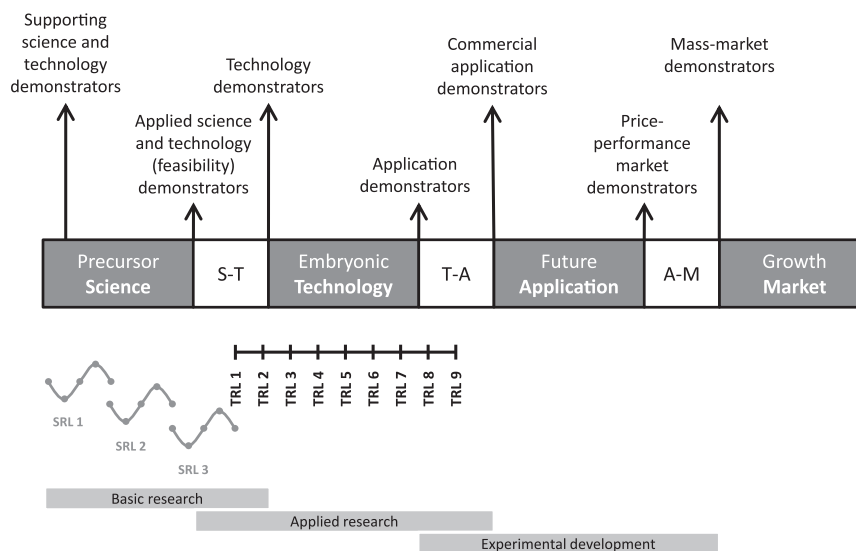 Supporting
science and
technology
demonstrators
Applied science
and technology
(feasibility)
demonstrators
Technology
demonstrators
Application
demonstrators
Commercial
application
demonstrators
Price-
performance
market
demonstrators
Mass-market
demonstrators
Precursor
Science
S-T
Embryonic
Technology
T-A
Future
Application
A-M
Growth
Market
TRL 1
TRL 2
TRL 3
TRL 4
TRL 5
TRL 6
TRL 7
TRL 8
TRL 9
SRL 1
SRL 2
SRL 3
Basic research
Applied research
Experimental development